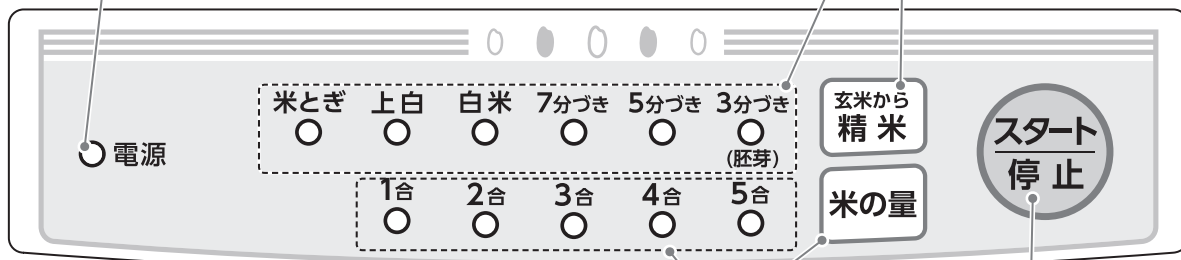 米とぎ 上白 白米 7分づき 5分づき 3分づき
(胚芽)
電源
1合 2合 3合 4合 5合
玄米から
精米
米の量
スタート
停止